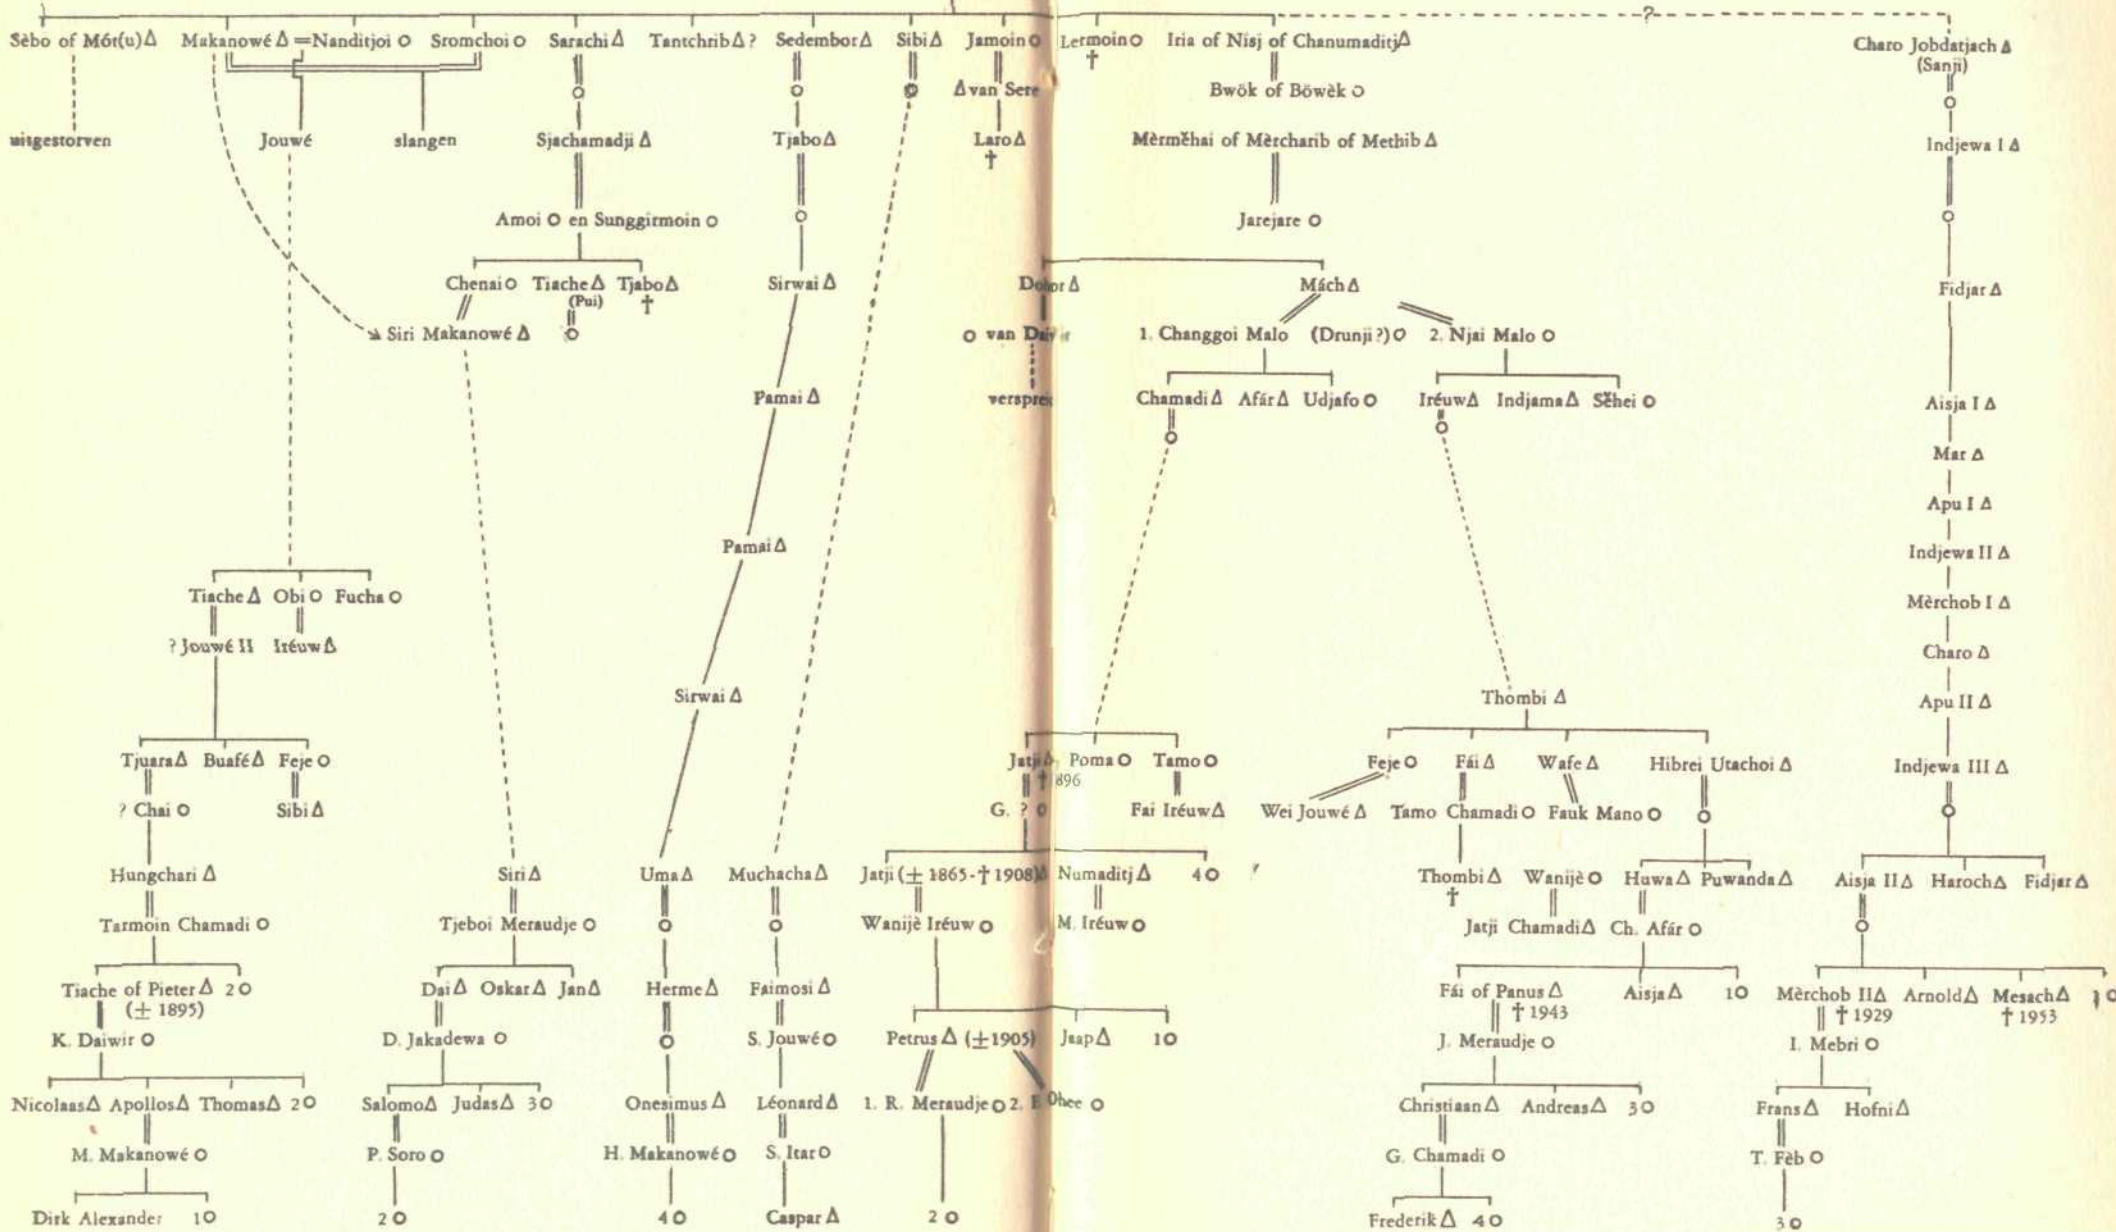 ?
Sèbo of Mót(u) Δ Makanowé Δ = Nanditjoi O Sromchoi O Sarachi Δ Tantchrib Δ ? Sedembor Δ Sibi Δ Jamoin O Lermoin O Iria of Nisj of Chanumaditj Δ Charo Jobdatjach Δ
† (Sanji)
O O O Δ van Sere Bwök of Böwèk O O
uitgestorven Jouwé slangen Sjachamadji Δ Tjabo Δ Laro Δ Mèrmĕhai of Mèrcharib of Methib Δ Indjewa I Δ
†
Amoi O en Sunggirmoin O O Jarejare O O
Chenai O Tiache Δ Tjabo Δ Sirwai Δ Dolor Δ Mách Δ Fidjar Δ
(Pui) †
Siri Makanowé Δ O O van 1. Changgoi Malo (Drunji?) O 2. Njai Malo O
Pamai Δ Chamadi Δ Afár Δ Udjafo O Iréuw Δ Indjama Δ Sĕhei O Aisja I Δ
O O
Mar Δ
Apu I Δ
Pamai Δ Indjewa II Δ
Tiache Δ Obi O Fucha O Mèrchob I Δ
? Jouwé II Iréuw Δ Charo Δ
Sirwai Δ Thombi Δ Apu II Δ
Tjuara Δ Buafé Δ Feje O Jatji Δ Poma O Tamo O Feje O Fái Δ Wafe Δ Hibrei Utachoi Δ Indjewa III Δ
† 896
? Chai O Sibi Δ G. ? O Fai Iréuw Δ Wei Jouwé Δ Tamo Chamadi O Fauk Mano O O O
Hungchari Δ Siri Δ Uma Δ Muchacha Δ Jatji (± 1865 - † 1908) Δ Numaditj Δ 4 O Thombi Δ Wanijè O Huwa Δ Puwanda Δ Aisja II Δ Haroch Δ Fidjar Δ
†
Tarmoin Chamadi O Tjeboi Meraudje O O O Wanijè Iréuw O M. Iréuw O Jatji Chamadi Δ Ch. Afár O O
Tiache of Pieter Δ 2 O Dai Δ Oskar Δ Jan Δ Herme Δ Faimosi Δ Fái of Panus Δ Aisja Δ 1 O Mèrchob II Δ Arnold Δ Mesach Δ O
(± 1895) † 1943 † 1929 † 1953
K. Daiwir O D. Jakadewa O O S. Jouwé O Petrus Δ (± 1905) Jaap Δ 1 O J. Meraudje O I. Mebri O
Nicolaas Δ Apollos Δ Thomas Δ 2 O Salomo Δ Judas Δ 3 O Onesimus Δ Léonard Δ 1. R. Meraudje O 2. Ohee O Christiaan Δ Andreas Δ 3 O Frans Δ Hofni Δ
M. Makanowé O P. Soro O H. Makanowé O S. Itar O G. Chamadi O T. Fèb O
Dirk Alexander 1 O 2 O 4 O Caspar Δ 2 O Frederik Δ 4 O 3 O